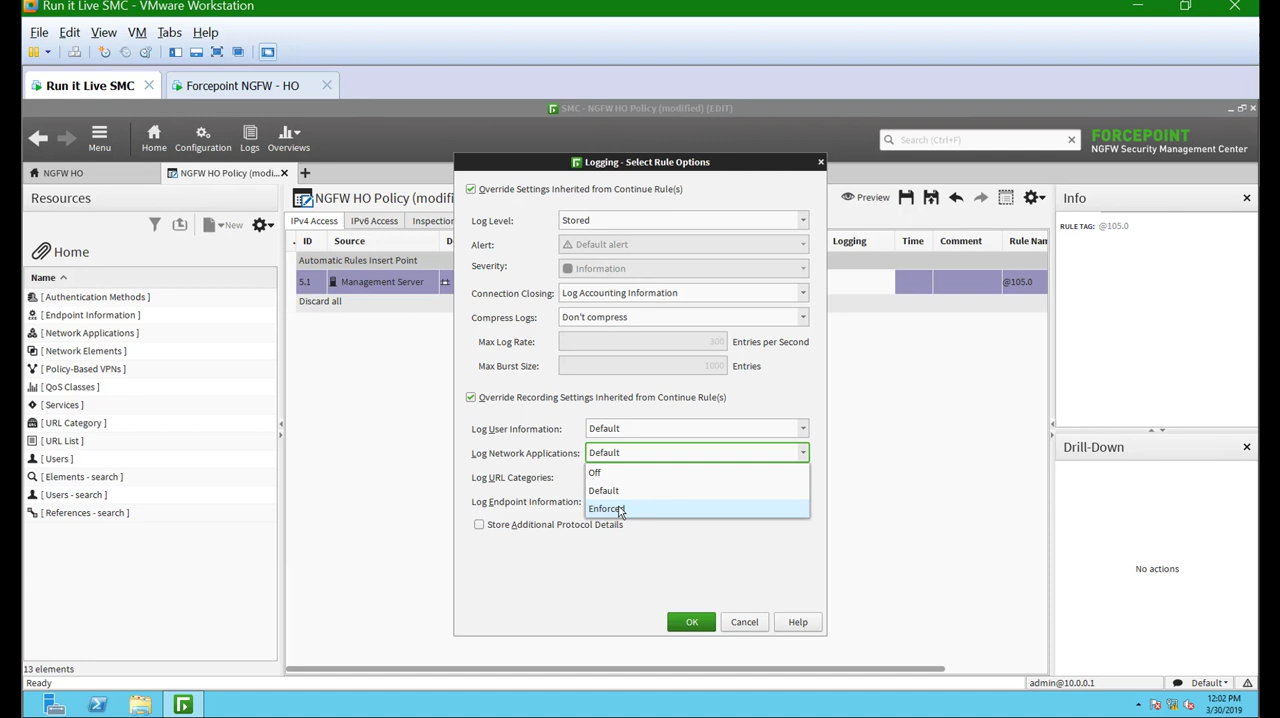 Run it Live SMC - VMware Workstation
File Edit View VM Tabs Help
Run it Live SMC
Forcepoint NGFW - HO
SMC - NGFW HO Policy (modified) (EDIT)
Menu
Home
Configuration
Logs
Overviews
Search (Ctrl+F)
FORCEPOINT
NGFW Security Management Center
NGFW HO
NGFW HO Policy (modi...
Resources
New
Home
Name
[ Authentication Methods ]
[ Endpoint Information ]
[ Network Applications ]
[ Network Elements ]
[ Policy-Based VPNs ]
[ QoS Classes ]
[ Services ]
[ URL Category ]
[ URL List ]
[ Users ]
[ Elements - search ]
[ Users - search ]
[ References - search ]
13 elements
NGFW HO Policy (modifi
Preview
IPv4 Access
IPv6 Access
Inspection
ID Source D
Logging Time Comment Rule Nam
Automatic Rules Insert Point
5.1 Management Server
@105.0
Discard all
Logging - Select Rule Options
Override Settings Inherited from Continue Rule(s)
Log Level: Stored
Alert: Default alert
Severity: Information
Connection Closing: Log Accounting Information
Compress Logs: Don't compress
Max Log Rate: 300 Entries per Second
Max Burst Size: 1000 Entries
Override Recording Settings Inherited from Continue Rule(s)
Log User Information: Default
Log Network Applications: Default
Off
Log URL Categories:
Default
Log Endpoint Information:
Enforced
Store Additional Protocol Details
OK Cancel Help
Info
RULE TAG: @105.0
Drill-Down
No actions
Ready
admin@10.0.0.1
Default
12:02 PM
3/30/2019